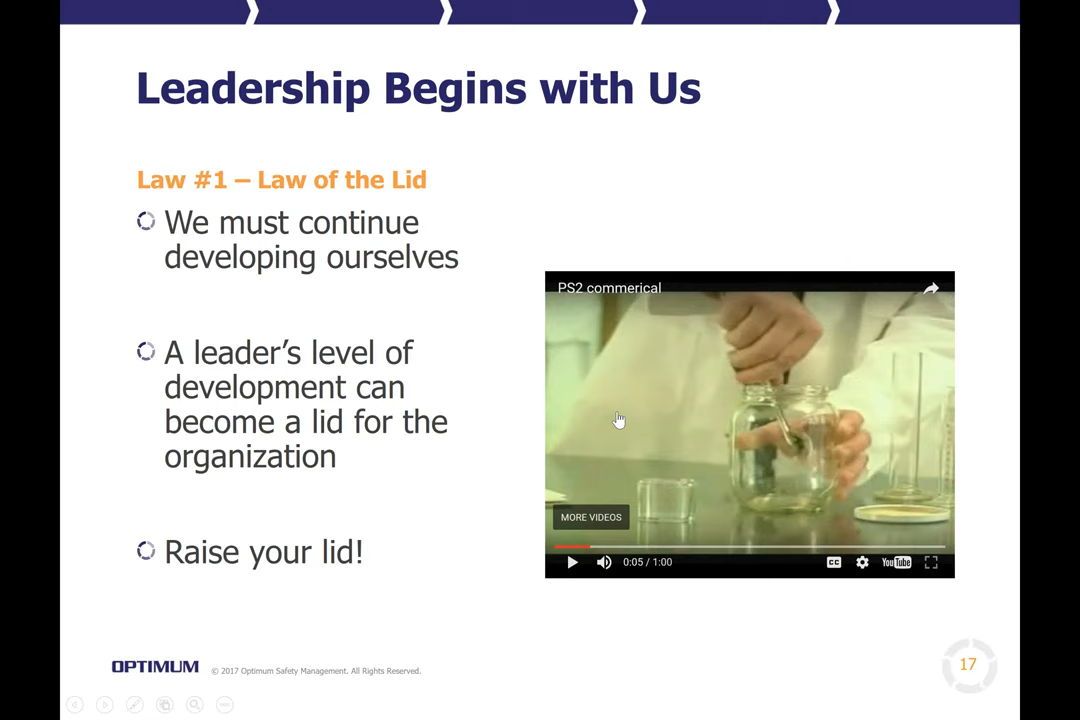 Leadership Begins with Us
Law #1 – Law of the Lid
We must continue
developing ourselves
A leader's level of
development can
become a lid for the
organization
Raise your lid!
PS2 commerical
MORE VIDEOS
0:05 / 1:00
CC
YouTube
OPTIMUM
© 2017 Optimum Safety Management. All Rights Reserved.
17